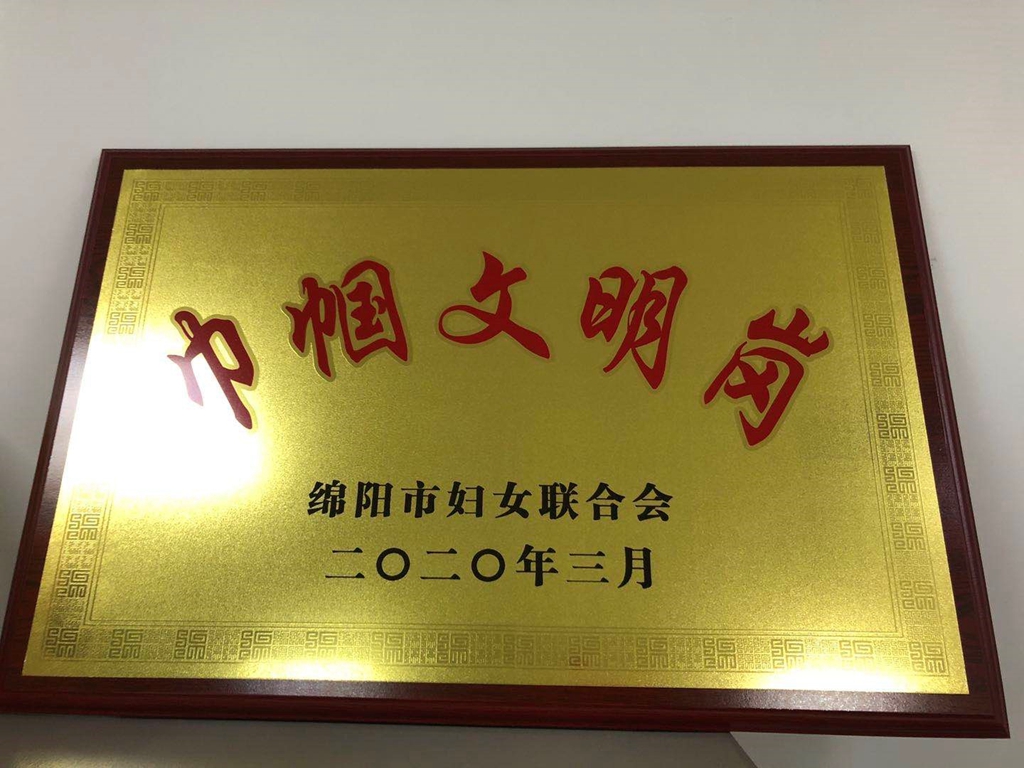 巾帼文明岗
绵阳市妇女联合会
二〇二〇年三月